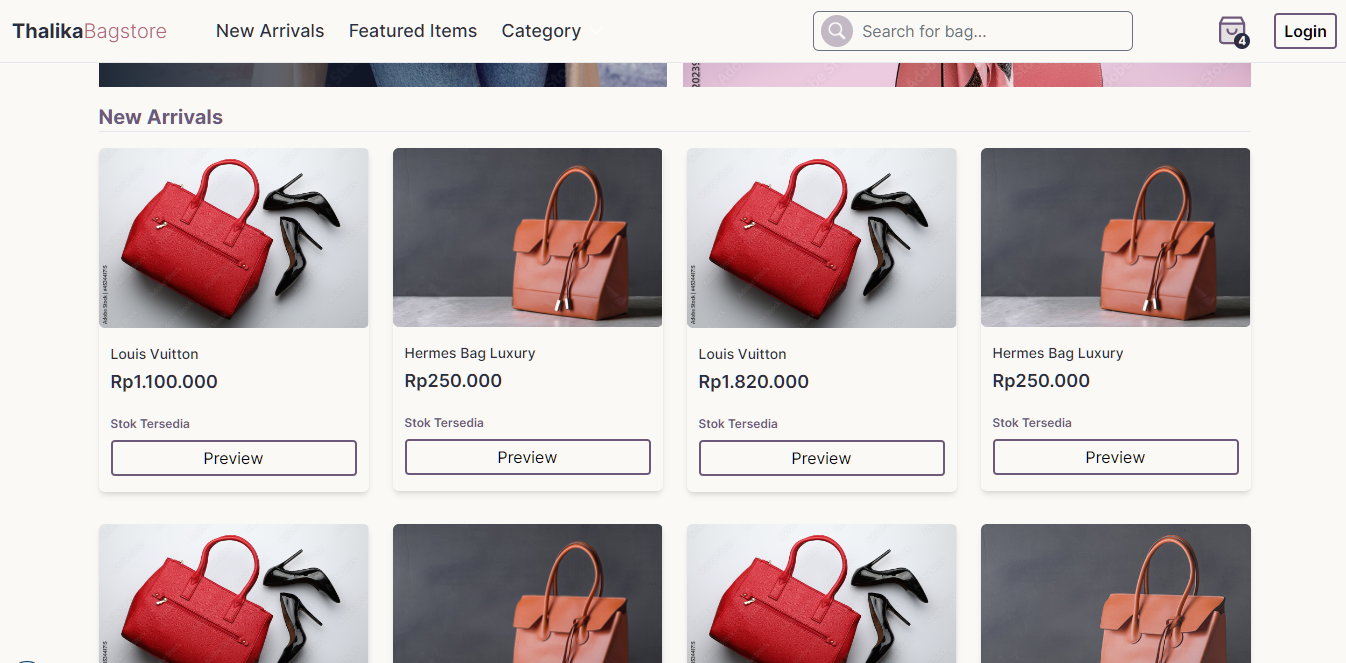 ThalikaBagstore
New Arrivals
Featured Items
Category
Search for bag...
4
Login
New Arrivals
Louis Vuitton
Rp1.100.000
Stok Tersedia
Preview
Hermes Bag Luxury
Rp250.000
Stok Tersedia
Preview
Louis Vuitton
Rp1.820.000
Stok Tersedia
Preview
Hermes Bag Luxury
Rp250.000
Stok Tersedia
Preview